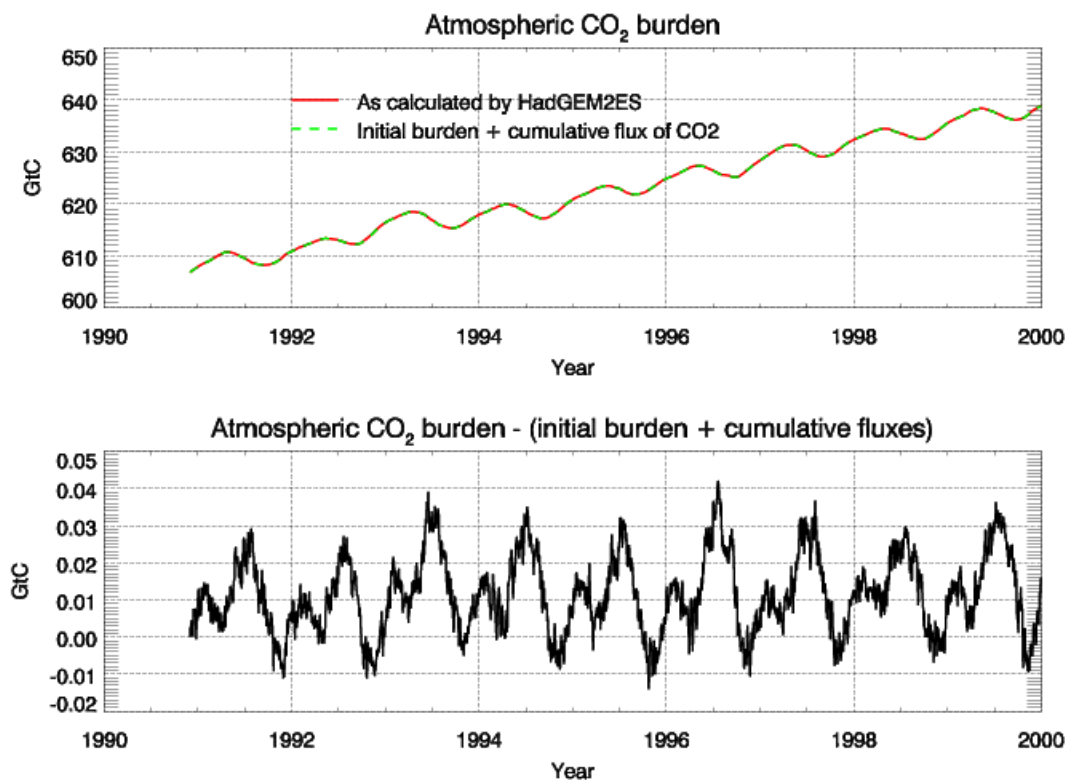 Atmospheric CO₂ burden
650
640
630
620
610
600
GtC
As calculated by HadGEM2ES
Initial burden + cumulative flux of CO2
1990 1992 1994 1996 1998 2000
Year
Atmospheric CO₂ burden - (initial burden + cumulative fluxes)
0.05
0.04
0.03
0.02
0.01
0.00
-0.01
-0.02
GtC
1990 1992 1994 1996 1998 2000
Year